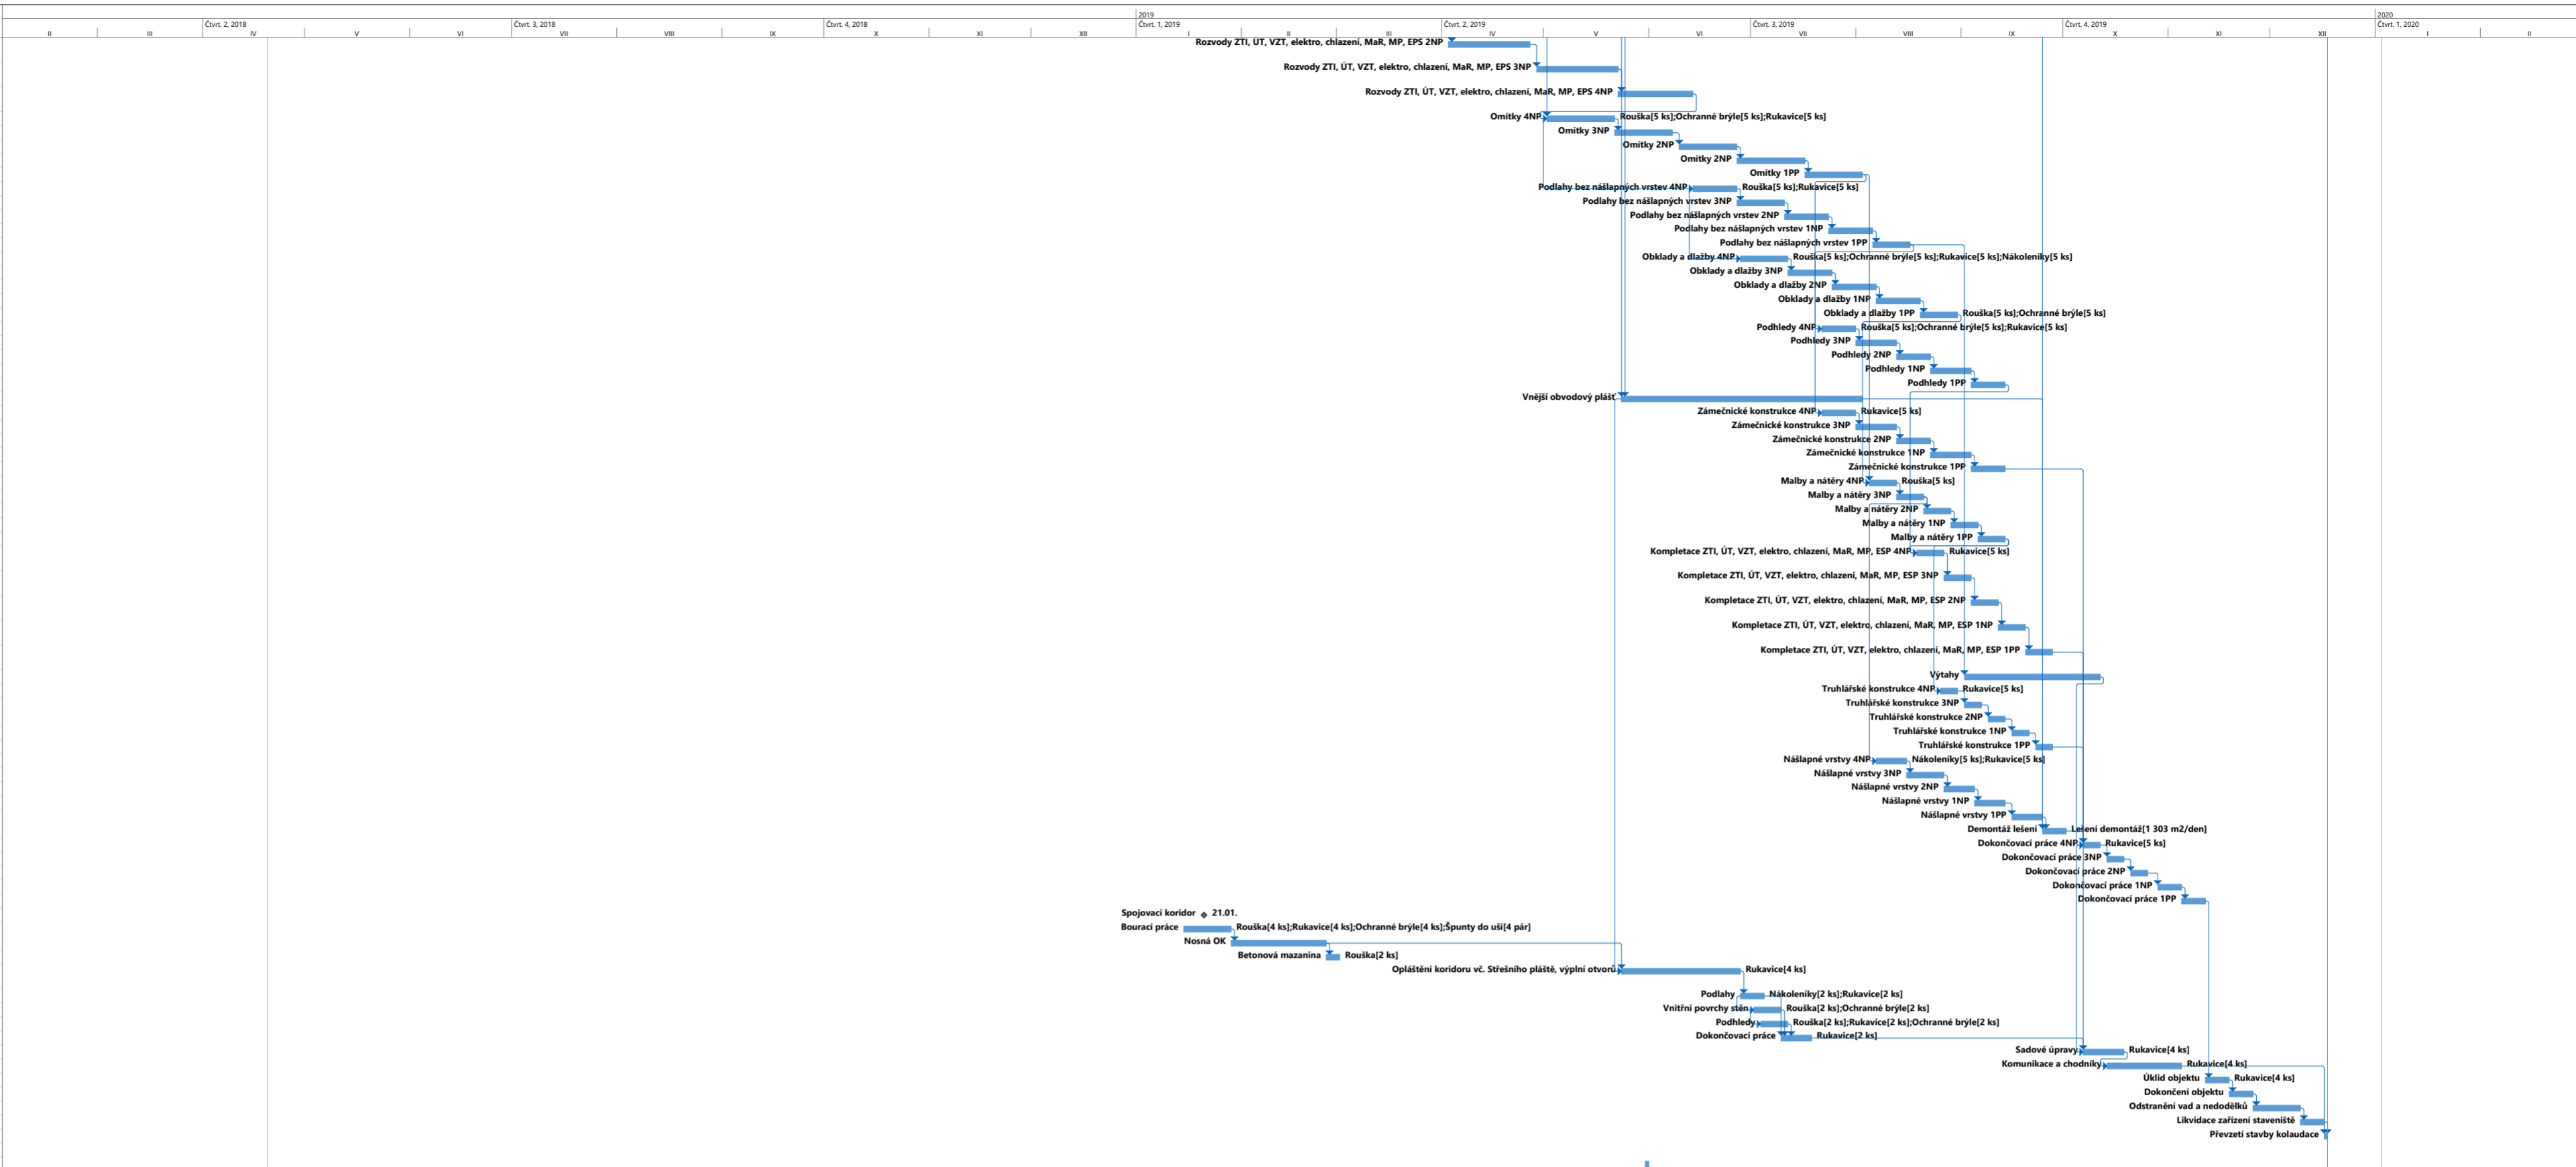 2019 2020
Čtvrt. 2, 2018 Čtvrt. 3, 2018 Čtvrt. 4, 2018 Čtvrt. 1, 2019 Čtvrt. 2, 2019 Čtvrt. 3, 2019 Čtvrt. 4, 2019 Čtvrt. 1, 2020
II III IV V VI VII VIII IX X XI XII I II III IV V VI VII VIII IX X XI XII I II
Rozvody ZTI, ÚT, VZT, elektro, chlazení, MaR, MP, EPS 2NP
Rozvody ZTI, ÚT, VZT, elektro, chlazení, MaR, MP, EPS 3NP
Rozvody ZTI, ÚT, VZT, elektro, chlazení, MaR, MP, EPS 4NP
Omítky 4NP Rouška[5 ks];Ochranné brýle[5 ks];Rukavice[5 ks]
Omítky 3NP
Omítky 2NP
Omítky 2NP
Omítky 1PP
Podlahy bez nášlapných vrstev 4NP Rouška[5 ks];Rukavice[5 ks]
Podlahy bez nášlapných vrstev 3NP
Podlahy bez nášlapných vrstev 2NP
Podlahy bez nášlapných vrstev 1NP
Podlahy bez nášlapných vrstev 1PP
Obklady a dlažby 4NP Rouška[5 ks];Ochranné brýle[5 ks];Rukavice[5 ks];Nákoleníky[5 ks]
Obklady a dlažby 3NP
Obklady a dlažby 2NP
Obklady a dlažby 1NP
Obklady a dlažby 1PP Rouška[5 ks];Ochranné brýle[5 ks]
Podhledy 4NP Rouška[5 ks];Ochranné brýle[5 ks];Rukavice[5 ks]
Podhledy 3NP
Podhledy 2NP
Podhledy 1NP
Podhledy 1PP
Vnější obvodový plášť
Zámečnické konstrukce 4NP Rukavice[5 ks]
Zámečnické konstrukce 3NP
Zámečnické konstrukce 2NP
Zámečnické konstrukce 1NP
Zámečnické konstrukce 1PP
Malby a nátěry 4NP Rouška[5 ks]
Malby a nátěry 3NP
Malby a nátěry 2NP
Malby a nátěry 1NP
Malby a nátěry 1PP
Kompletace ZTI, ÚT, VZT, elektro, chlazení, MaR, MP, ESP 4NP Rukavice[5 ks]
Kompletace ZTI, ÚT, VZT, elektro, chlazení, MaR, MP, ESP 3NP
Kompletace ZTI, ÚT, VZT, elektro, chlazení, MaR, MP, ESP 2NP
Kompletace ZTI, ÚT, VZT, elektro, chlazení, MaR, MP, ESP 1NP
Kompletace ZTI, ÚT, VZT, elektro, chlazení, MaR, MP, ESP 1PP
Výtahy
Truhlářské konstrukce 4NP Rukavice[5 ks]
Truhlářské konstrukce 3NP
Truhlářské konstrukce 2NP
Truhlářské konstrukce 1NP
Truhlářské konstrukce 1PP
Nášlapné vrstvy 4NP Nákoleníky[5 ks];Rukavice[5 ks]
Nášlapné vrstvy 3NP
Nášlapné vrstvy 2NP
Nášlapné vrstvy 1NP
Nášlapné vrstvy 1PP
Demontáž lešení Lešení demontáž[1 303 m2/den]
Dokončovací práce 4NP Rukavice[5 ks]
Dokončovací práce 3NP
Dokončovací práce 2NP
Dokončovací práce 1NP
Dokončovací práce 1PP
Spojovací koridor 21.01.
Bourací práce Rouška[4 ks];Rukavice[4 ks];Ochranné brýle[4 ks];Špunty do uší[4 pár]
Nosná OK
Betonová mazanina Rouška[2 ks]
Opláštění koridoru vč. Střešního pláště, výplní otvorů Rukavice[4 ks]
Podlahy Nákoleníky[2 ks];Rukavice[2 ks]
Vnitřní povrchy stěn Rouška[2 ks];Ochranné brýle[2 ks]
Podhledy Rouška[2 ks];Rukavice[2 ks];Ochranné brýle[2 ks]
Dokončovací práce Rukavice[2 ks]
Sadové úpravy Rukavice[4 ks]
Komunikace a chodníky Rukavice[4 ks]
Úklid objektu Rukavice[4 ks]
Dokončení objektu
Odstranění vad a nedodělků
Likvidace zařízení staveniště
Převzetí stavby kolaudace